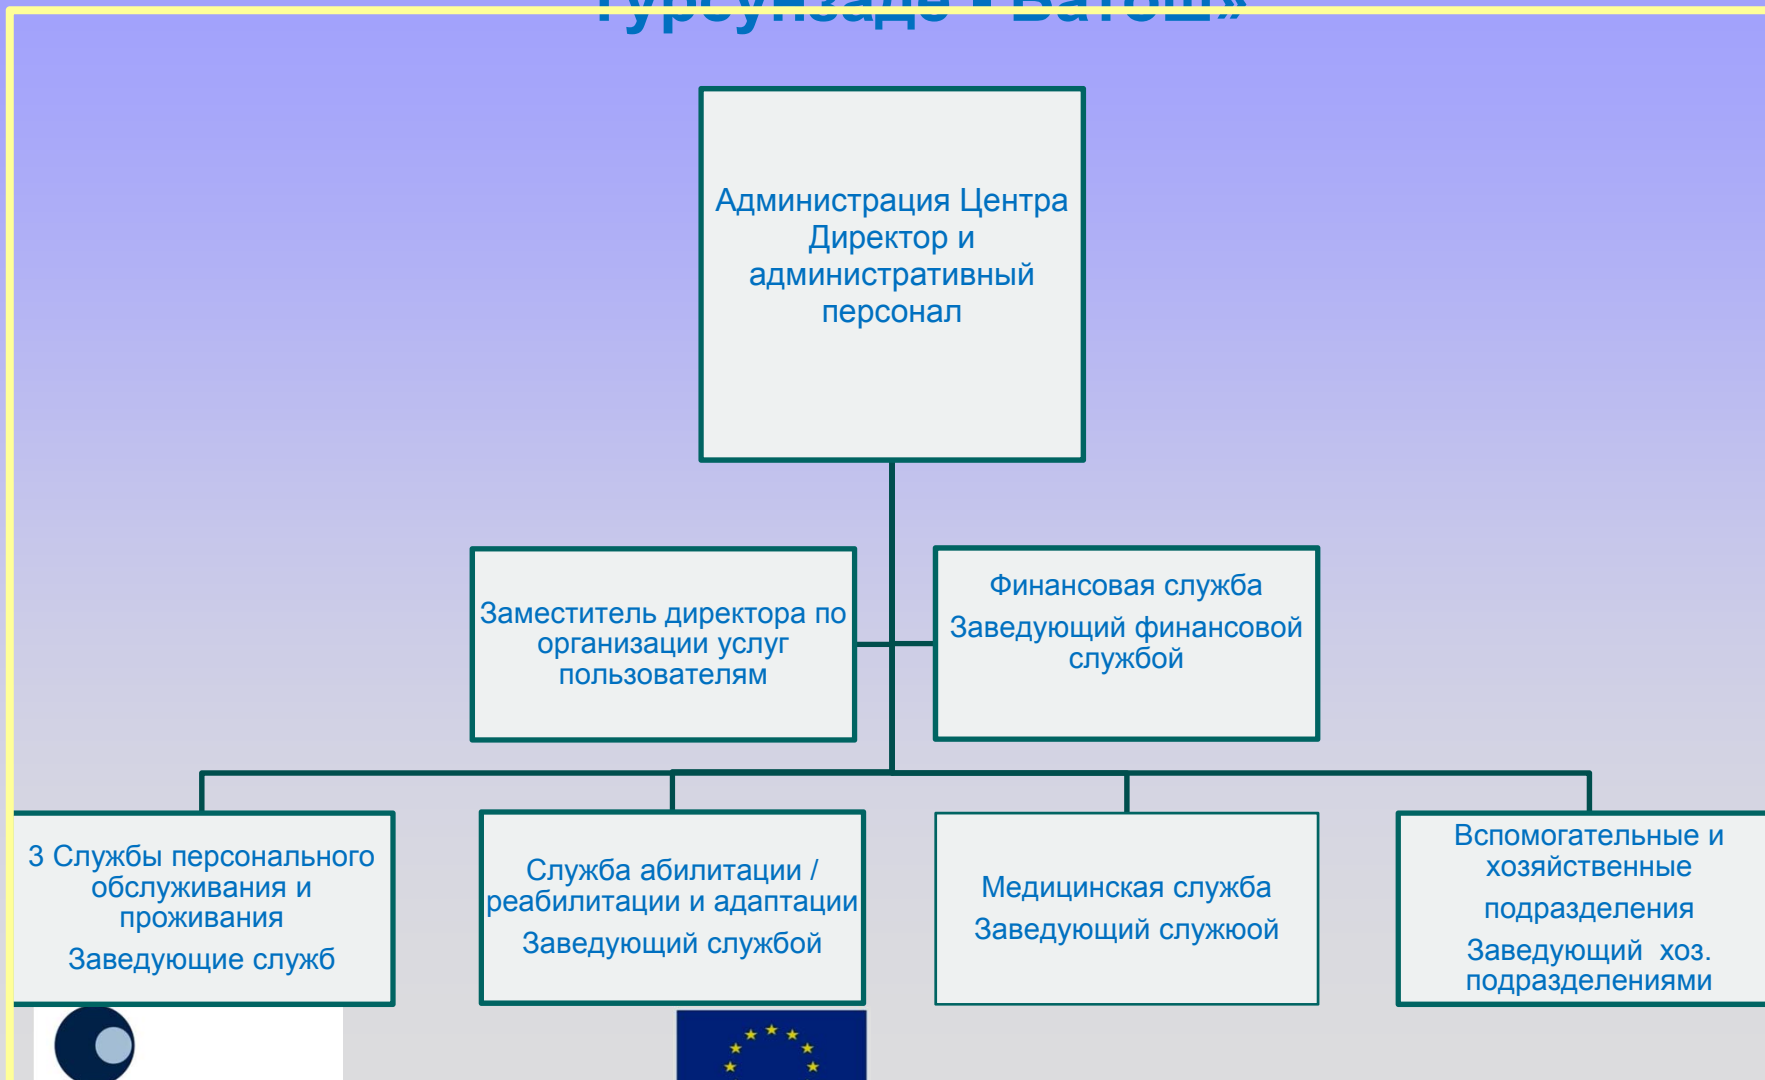 Турсунзаде - Батош»
Администрация Центра
Директор и
административный
персонал
Заместитель директора по
организации услуг
пользователям
Финансовая служба
Заведующий финансовой
службой
3 Службы персонального
обслуживания и
проживания
Заведующие служб
Служба абилитации /
реабилитации и адаптации
Заведующий службой
Медицинская служба
Заведующий служюой
Вспомогательные и
хозяйственные
подразделения
Заведующий хоз.
подразделениями